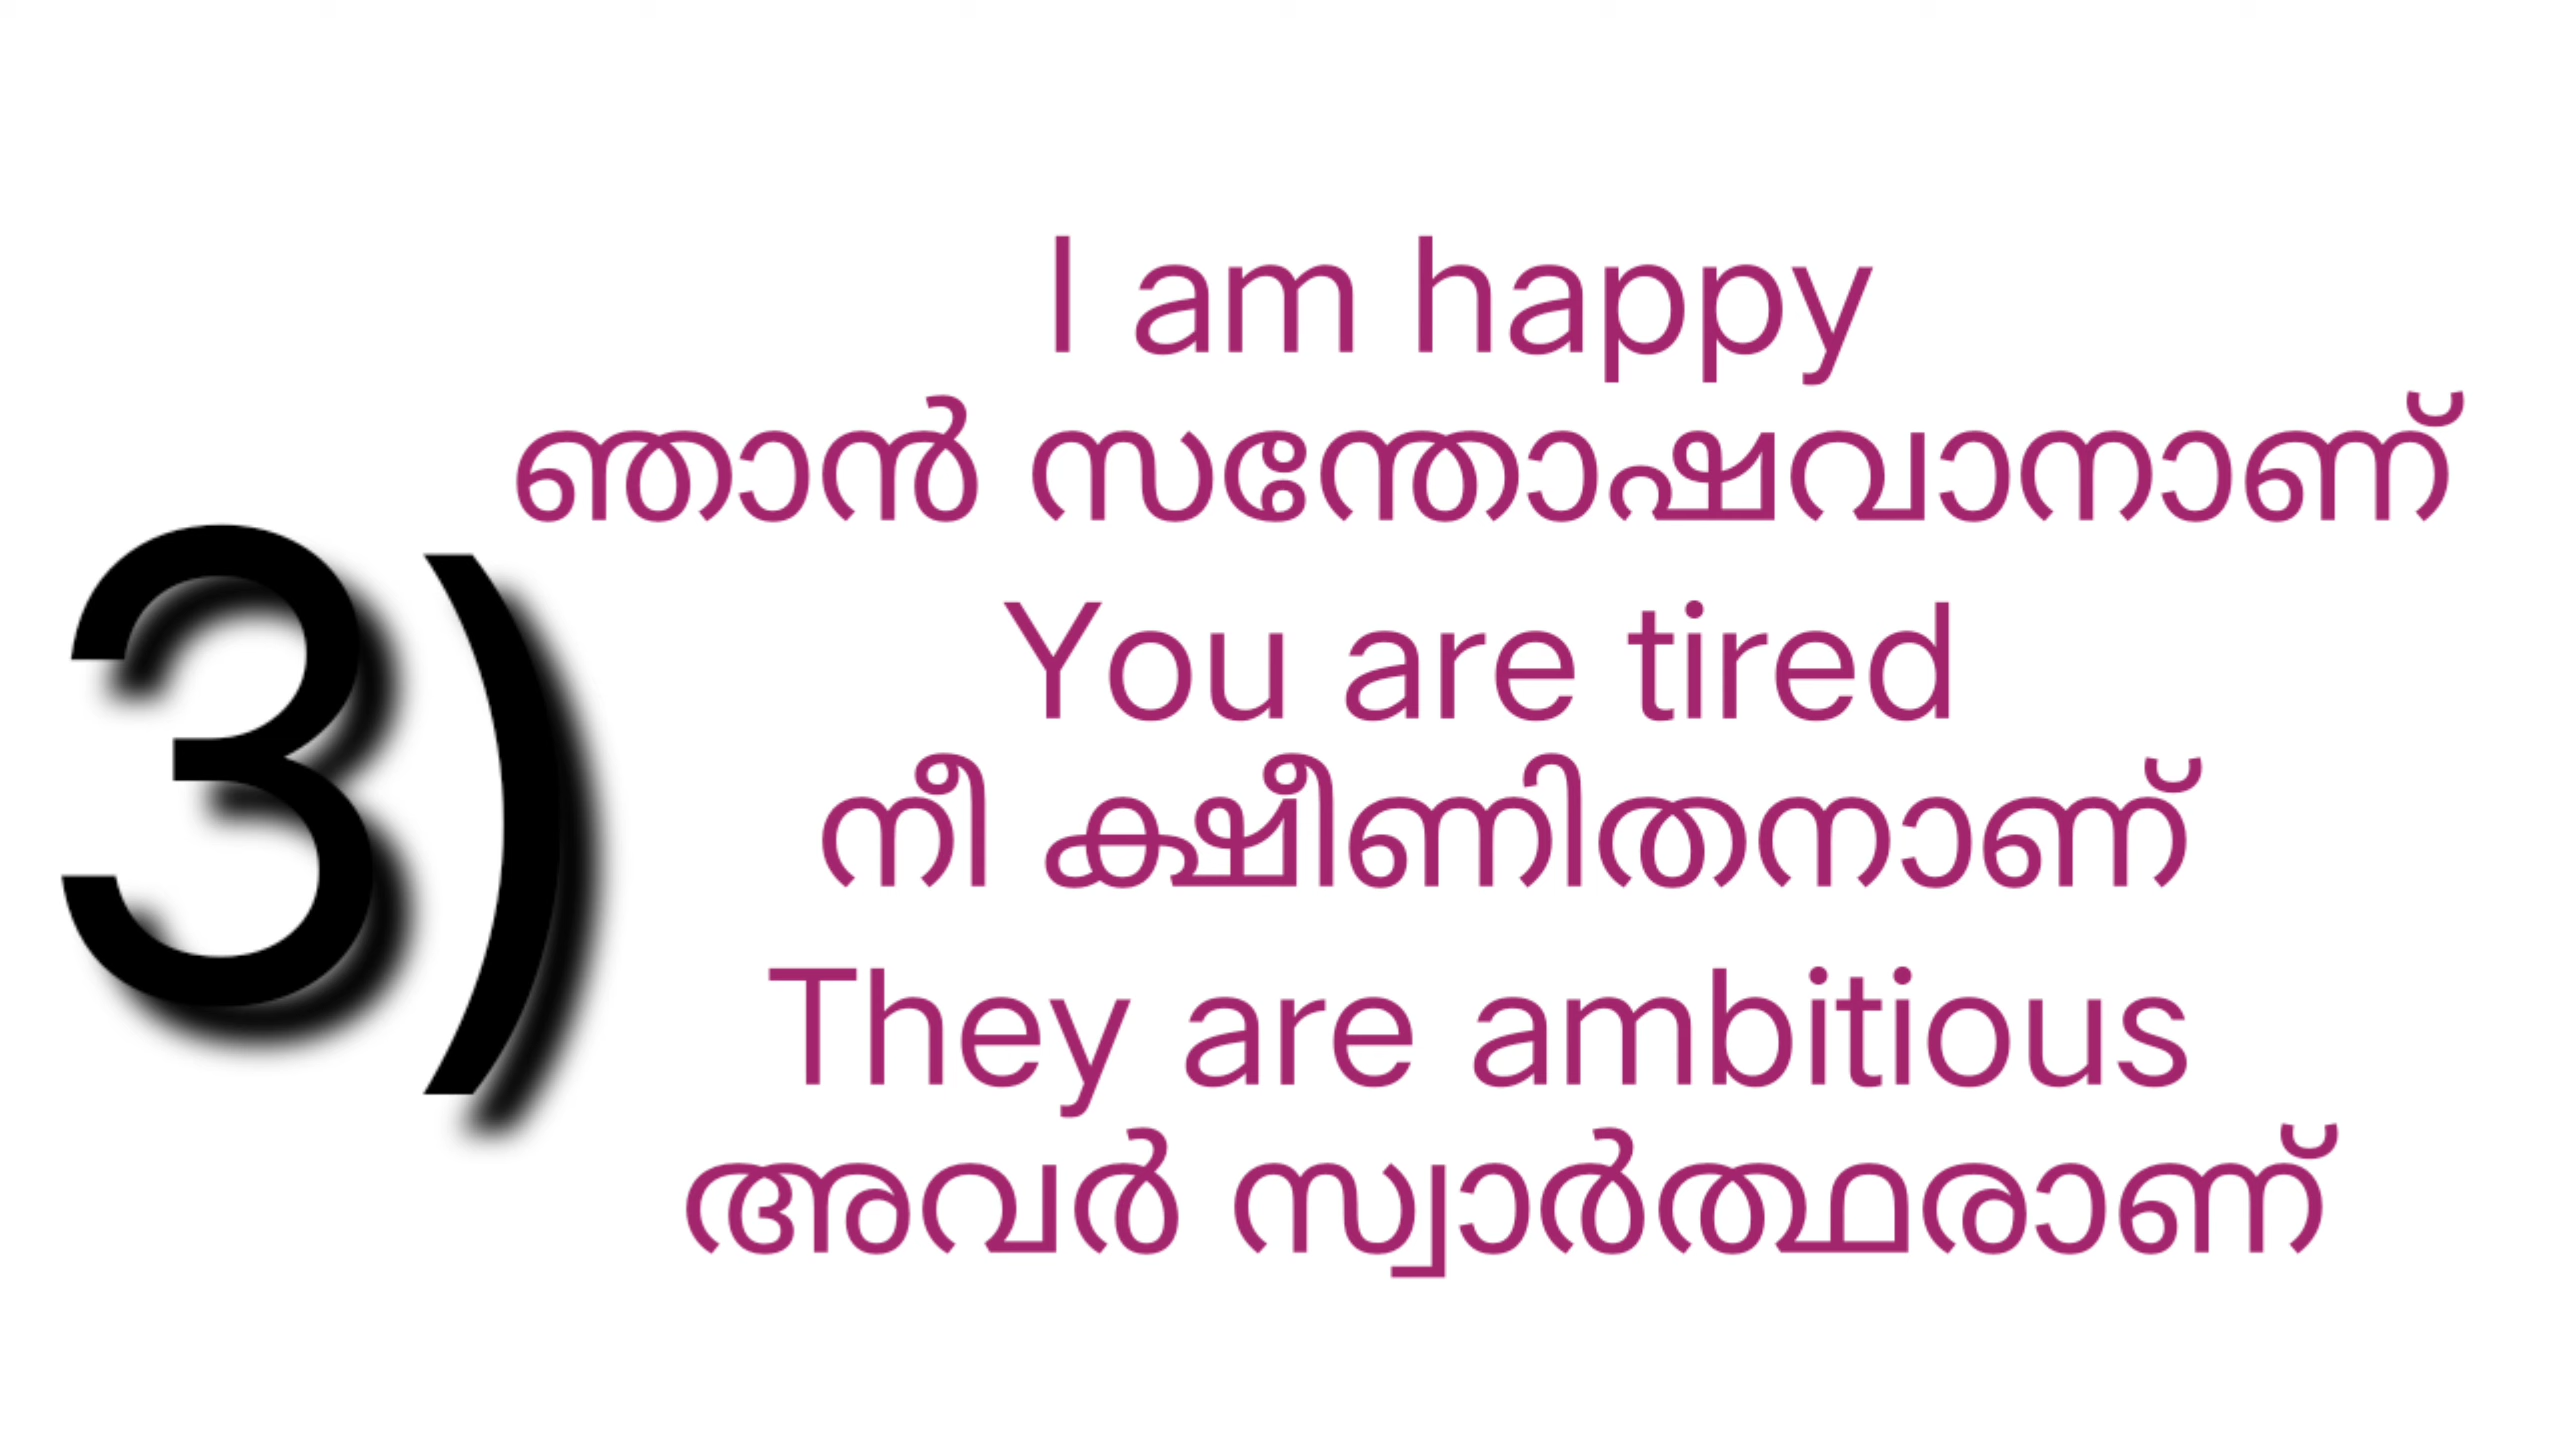 I am happy
ഞാൻ സന്തോഷവാനാണ്
3)
You are tired
നീ ക്ഷീണിതനാണ്
They are ambitious
അവർ സ്വാർത്ഥരാണ്